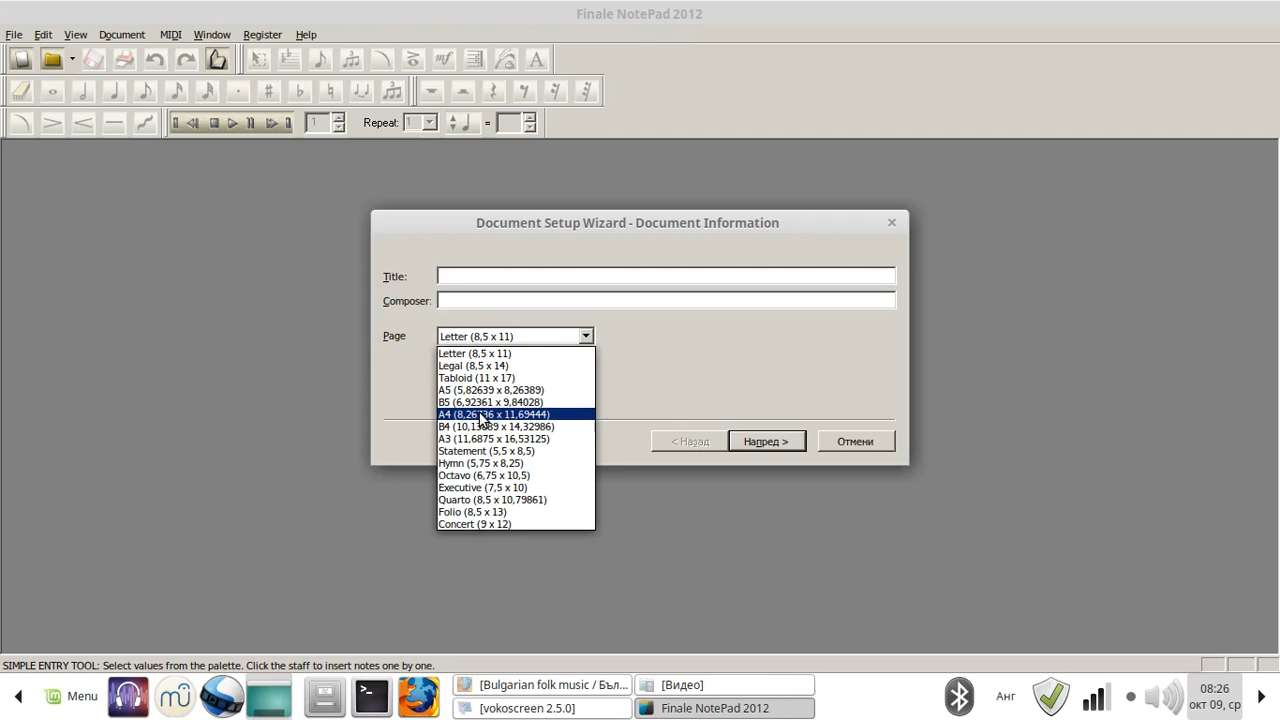 Finale NotePad 2012
File Edit View Document MIDI Window Register Help
1 Repeat: 1 =
Document Setup Wizard - Document Information
Title:
Composer:
Page Letter (8,5 x 11)
Letter (8,5 x 11)
Legal (8,5 x 14)
Tabloid (11 x 17)
A5 (5,82639 x 8,26389)
B5 (6,92361 x 9,84028)
A4 (8,26736 x 11,69444)
B4 (10,13889 x 14,32986)
A3 (11,6875 x 16,53125)
Statement (5,5 x 8,5)
Hymn (5,75 x 8,25)
Octavo (6,75 x 10,5)
Executive (7,5 x 10)
Quarto (8,5 x 10,79861)
Folio (8,5 x 13)
Concert (9 x 12)
< Назад Напред > Отмени
SIMPLE ENTRY TOOL: Select values from the palette. Click the staff to insert notes one by one.
Menu
[Bulgarian folk music / Бъл... [Видео]
[vokoscreen 2.5.0] Finale NotePad 2012
Анг
08:26
окт 09, ср